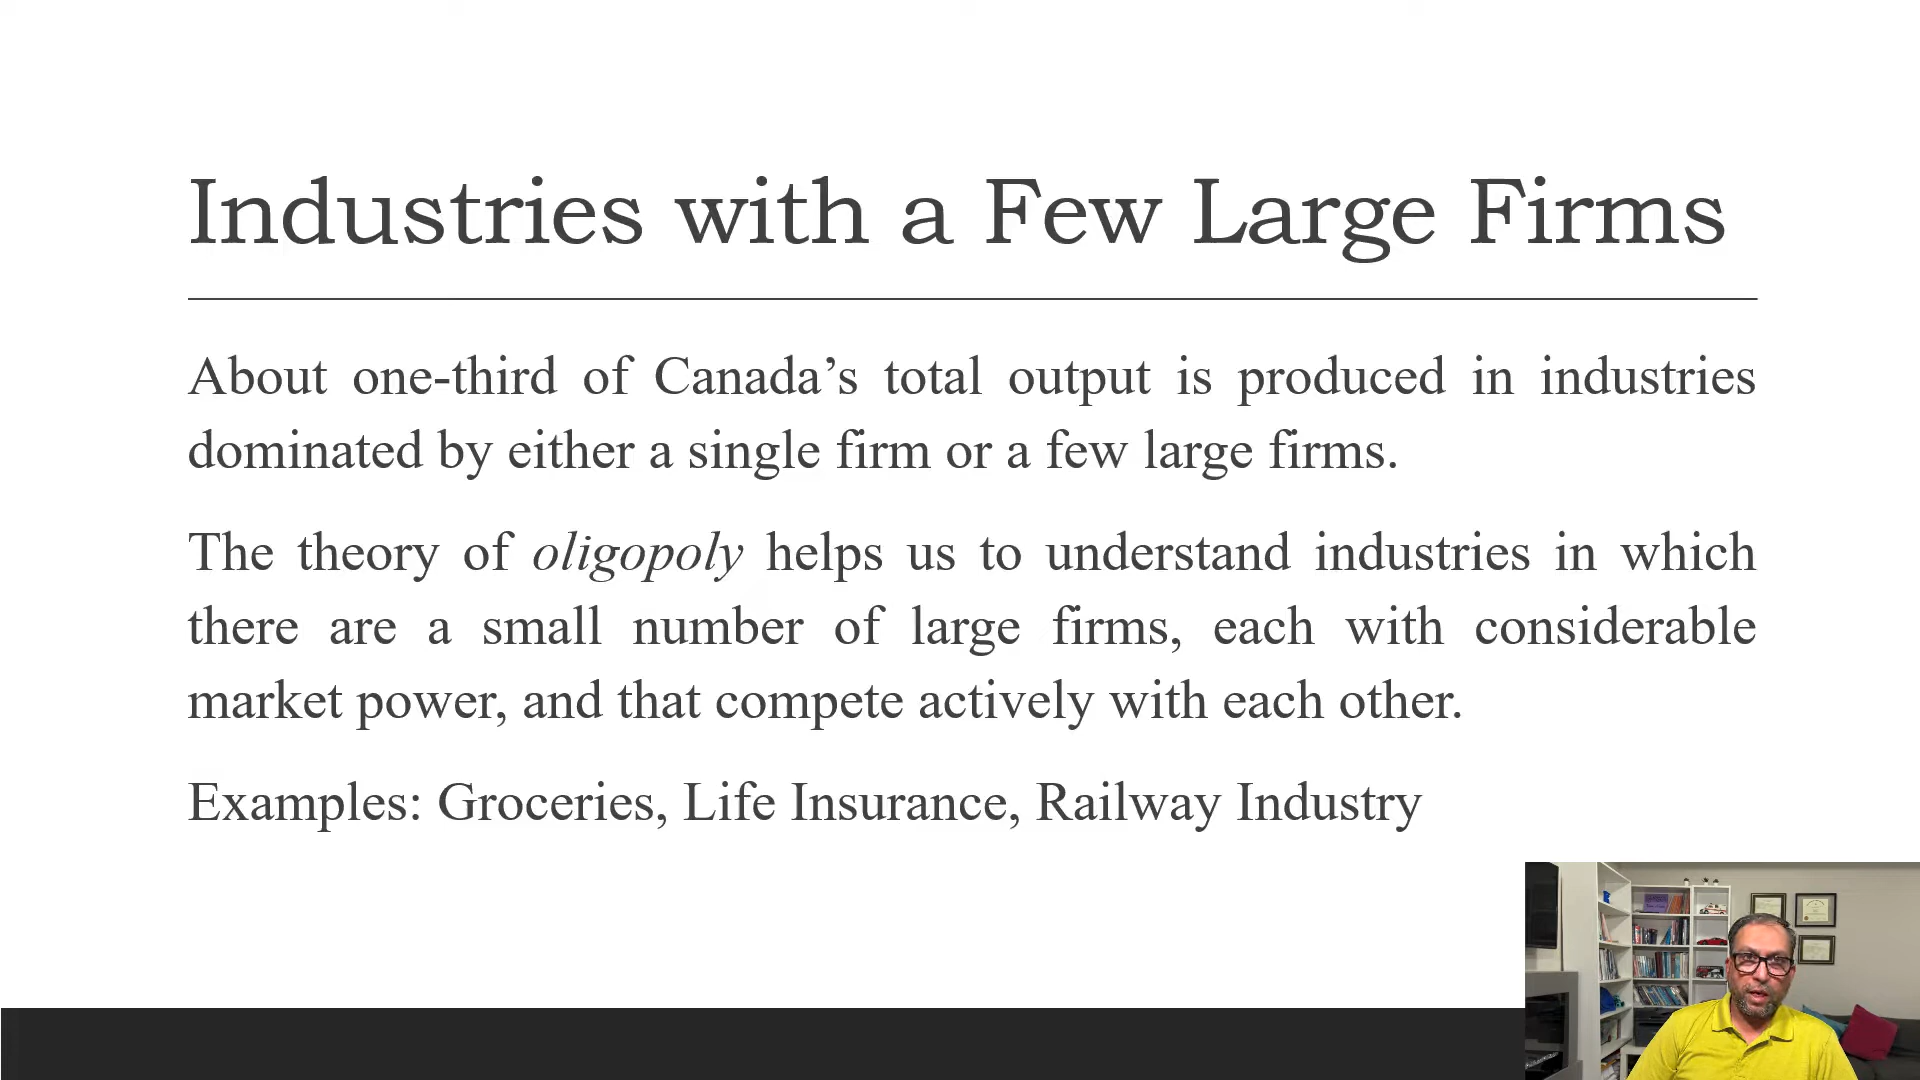 Industries with a Few Large Firms
About one-third of Canada’s total output is produced in industries
dominated by either a single firm or a few large firms.
The theory of oligopoly helps us to understand industries in which
there are a small number of large firms, each with considerable
market power, and that compete actively with each other.
Examples: Groceries, Life Insurance, Railway Industry